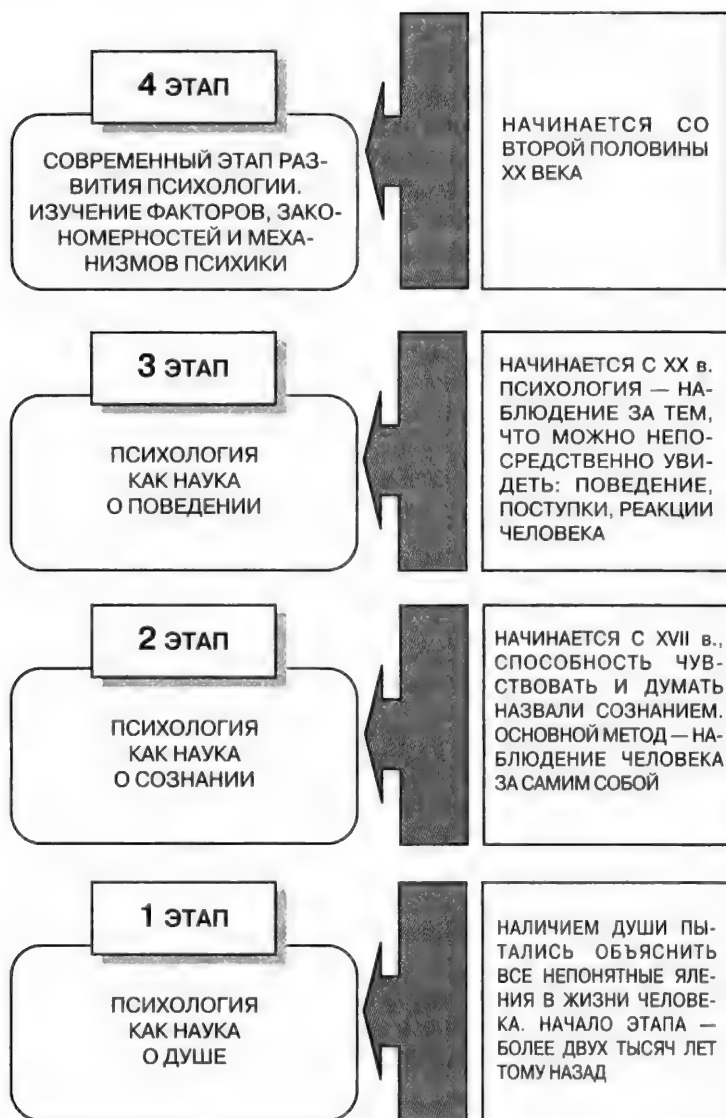 4 ЭТАП
СОВРЕМЕННЫЙ ЭТАП РАЗ-
ВИТИЯ ПСИХОЛОГИИ.
ИЗУЧЕНИЕ ФАКТОРОВ, ЗАКО-
НОМЕРНОСТЕЙ И МЕХА-
НИЗМОВ ПСИХИКИ
НАЧИНАЕТСЯ СО
ВТОРОЙ ПОЛОВИНЫ
XX ВЕКА
3 ЭТАП
ПСИХОЛОГИЯ
КАК НАУКА
О ПОВЕДЕНИИ
НАЧИНАЕТСЯ С XX в.
ПСИХОЛОГИЯ — НА-
БЛЮДЕНИЕ ЗА ТЕМ,
ЧТО МОЖНО НЕПО-
СРЕДСТВЕННО УВИ-
ДЕТЬ: ПОВЕДЕНИЕ,
ПОСТУПКИ, РЕАКЦИИ
ЧЕЛОВЕКА
2 ЭТАП
ПСИХОЛОГИЯ
КАК НАУКА
О СОЗНАНИИ
НАЧИНАЕТСЯ С XVII в.,
СПОСОБНОСТЬ ЧУВ-
СТВОВАТЬ И ДУМАТЬ
НАЗВАЛИ СОЗНАНИЕМ.
ОСНОВНОЙ МЕТОД — НА-
БЛЮДЕНИЕ ЧЕЛОВЕКА
ЗА САМИМ СОБОЙ
1 ЭТАП
ПСИХОЛОГИЯ
КАК НАУКА
О ДУШЕ
НАЛИЧИЕМ ДУШИ ПЫ-
ТАЛИСЬ ОБЪЯСНИТЬ
ВСЕ НЕПОНЯТНЫЕ ЯЛЕ-
НИЯ В ЖИЗНИ ЧЕЛОВЕ-
КА. НАЧАЛО ЭТАПА —
БОЛЕЕ ДВУХ ТЫСЯЧ ЛЕТ
ТОМУ НАЗАД